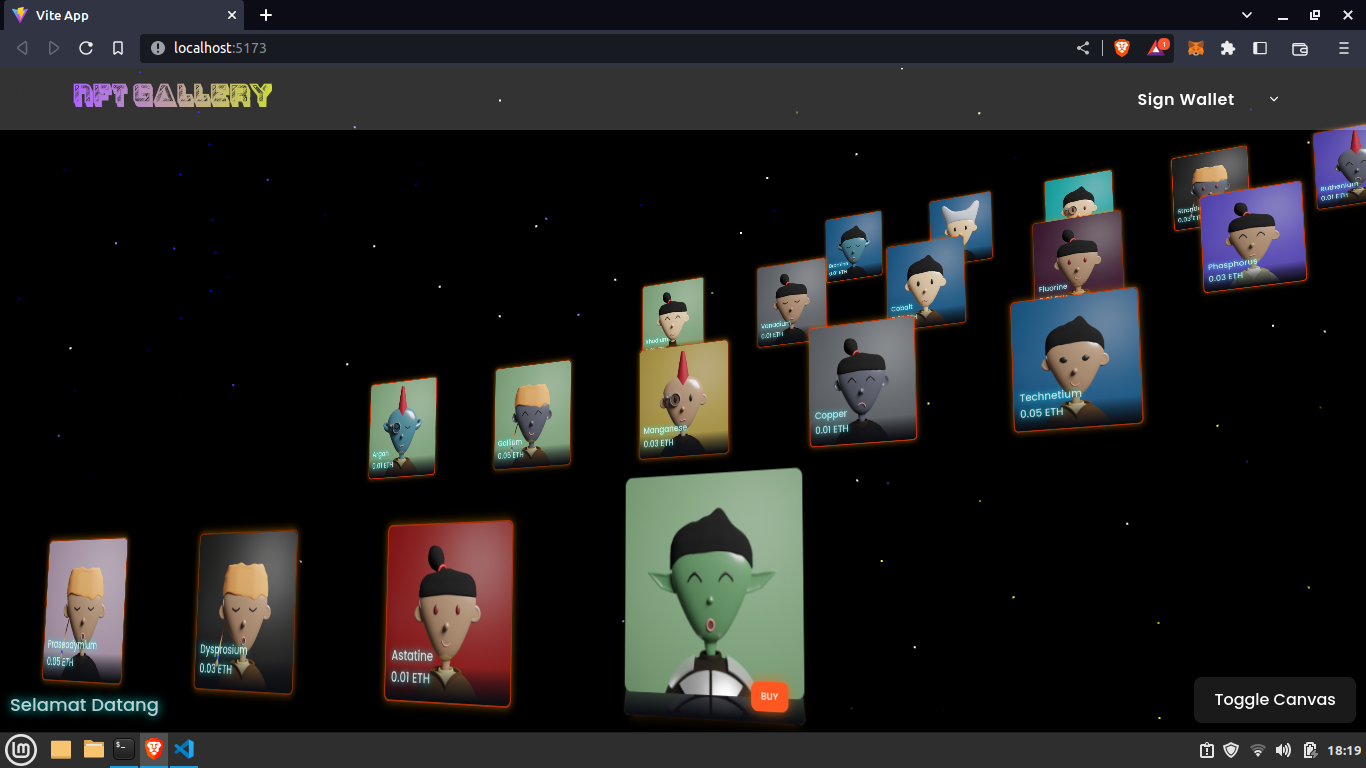 Vite App
localhost:5173
1
NFT GALLERY
Sign Wallet
Ruthenium
0.01 ETH
Phosphorus
0.03 ETH
Bromine
0.01 ETH
Fluorine
Vanadium
0.01 ETH
Cobalt
Rhodium
Technetium
0.05 ETH
Copper
0.01 ETH
Manganese
0.03 ETH
Gallium
0.05 ETH
Argon
0.01 ETH
Praseodymium
0.05 ETH
Dysprosium
0.03 ETH
Astatine
0.01 ETH
BUY
Selamat Datang
Toggle Canvas
18:19